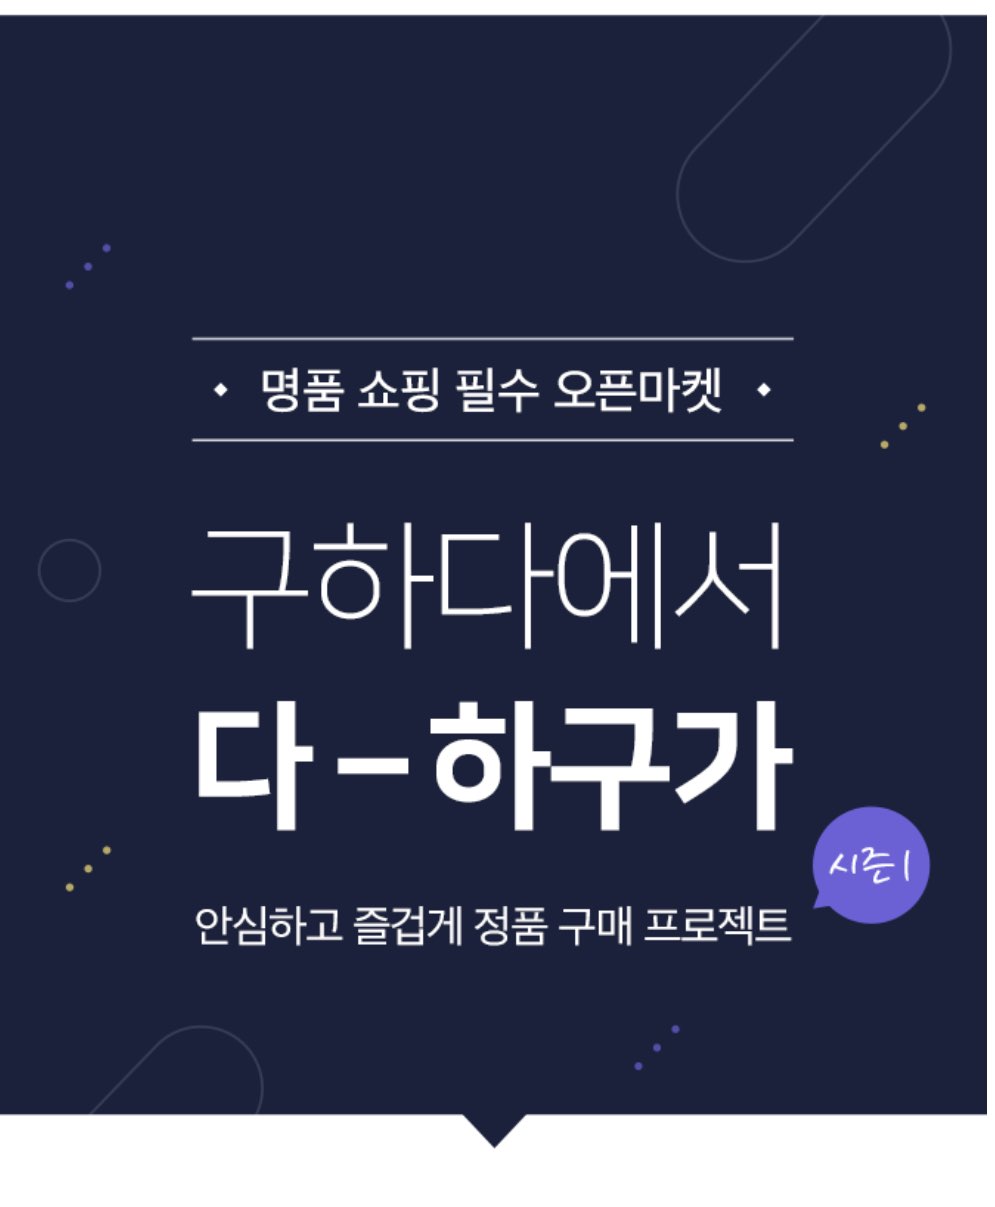 명품 쇼핑 필수 오픈마켓
구하다에서
다-하구가
시즌1
안심하고 즐겁게 정품 구매 프로젝트